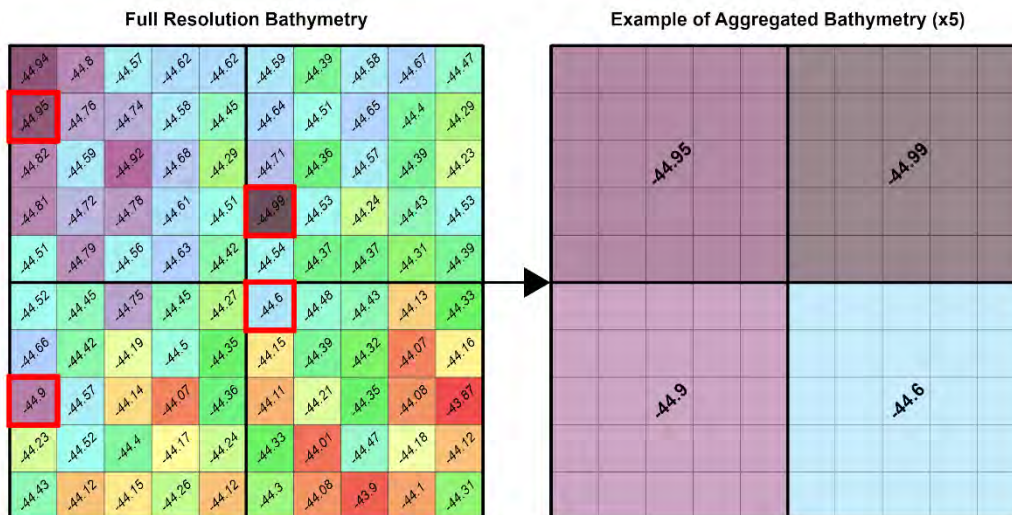 Full Resolution Bathymetry
Example of Aggregated Bathymetry (x5)
-44.94 -44.8 -44.57 -44.62 -44.62 -44.59 -44.39 -44.58 -44.67 -44.47
-44.95 -44.76 -44.74 -44.58 -44.45 -44.64 -44.51 -44.65 -44.4 -44.29
-44.82 -44.59 -44.92 -44.68 -44.29 -44.71 -44.36 -44.57 -44.39 -44.23
-44.81 -44.72 -44.78 -44.61 -44.51 -44.99 -44.53 -44.24 -44.43 -44.53
-44.51 -44.79 -44.56 -44.63 -44.42 -44.54 -44.37 -44.37 -44.31 -44.39
-44.52 -44.45 -44.75 -44.45 -44.27 -44.6 -44.48 -44.43 -44.13 -44.33
-44.66 -44.42 -44.19 -44.5 -44.35 -44.15 -44.39 -44.32 -44.07 -44.16
-44.9 -44.57 -44.14 -44.07 -44.36 -44.11 -44.21 -44.35 -44.08 -43.87
-44.23 -44.52 -44.4 -44.17 -44.24 -44.33 -44.01 -44.47 -44.18 -44.12
-44.43 -44.12 -44.15 -44.26 -44.12 -44.3 -44.08 -43.9 -44.1 -44.31
-44.95 -44.99
-44.9 -44.6